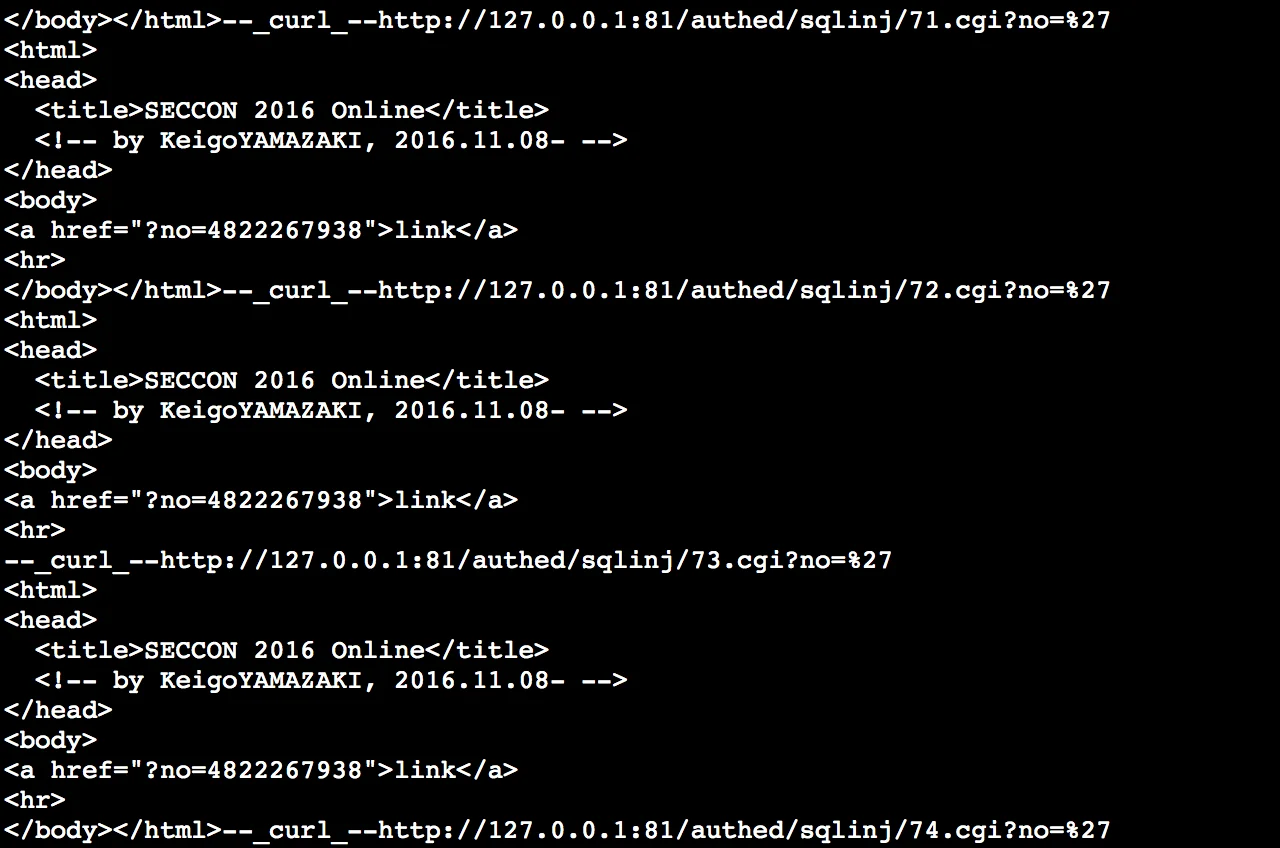 </body></html>--_curl_--http://127.0.0.1:81/authed/sqlinj/71.cgi?no=%27
<html>
<head>
  <title>SECCON 2016 Online</title>
  <!-- by KeigoYAMAZAKI, 2016.11.08- -->
</head>
<body>
<a href="?no=4822267938">link</a>
<hr>
</body></html>--_curl_--http://127.0.0.1:81/authed/sqlinj/72.cgi?no=%27
<html>
<head>
  <title>SECCON 2016 Online</title>
  <!-- by KeigoYAMAZAKI, 2016.11.08- -->
</head>
<body>
<a href="?no=4822267938">link</a>
<hr>
--_curl_--http://127.0.0.1:81/authed/sqlinj/73.cgi?no=%27
<html>
<head>
  <title>SECCON 2016 Online</title>
  <!-- by KeigoYAMAZAKI, 2016.11.08- -->
</head>
<body>
<a href="?no=4822267938">link</a>
<hr>
</body></html>--_curl_--http://127.0.0.1:81/authed/sqlinj/74.cgi?no=%27